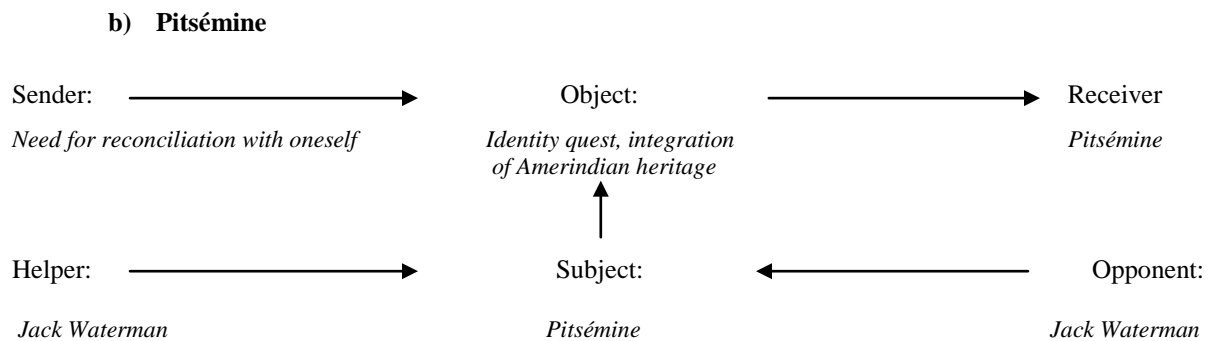 b) Pitsémine
Sender: Object: Receiver
Need for reconciliation with oneself Identity quest, integration Pitsémine
of Amerindian heritage
Helper: Subject: Opponent:
Jack Waterman Pitsémine Jack Waterman